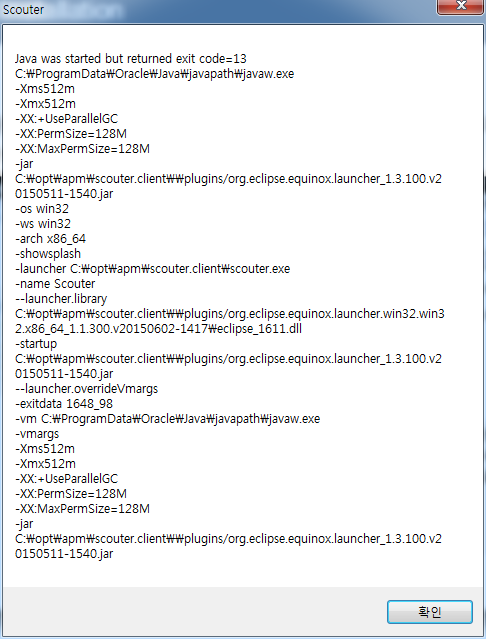 Scouter
Java was started but returned exit code=13
C:₩ProgramData₩Oracle₩Java₩javapath₩javaw.exe
-Xms512m
-Xmx512m
-XX:+UseParallelGC
-XX:PermSize=128M
-XX:MaxPermSize=128M
-jar
C:₩opt₩apm₩scouter.client₩₩plugins/org.eclipse.equinox.launcher_1.3.100.v2
0150511-1540.jar
-os win32
-ws win32
-arch x86_64
-showsplash
-launcher C:₩opt₩apm₩scouter.client₩scouter.exe
-name Scouter
--launcher.library
C:₩opt₩apm₩scouter.client₩₩plugins/org.eclipse.equinox.launcher.win32.win3
2.x86_64_1.1.300.v20150602-1417₩eclipse_1611.dll
-startup
C:₩opt₩apm₩scouter.client₩₩plugins/org.eclipse.equinox.launcher_1.3.100.v2
0150511-1540.jar
--launcher.overrideVmargs
-exitdata 1648_98
-vm C:₩ProgramData₩Oracle₩Java₩javapath₩javaw.exe
-vmargs
-Xms512m
-Xmx512m
-XX:+UseParallelGC
-XX:PermSize=128M
-XX:MaxPermSize=128M
-jar
C:₩opt₩apm₩scouter.client₩₩plugins/org.eclipse.equinox.launcher_1.3.100.v2
0150511-1540.jar
확인